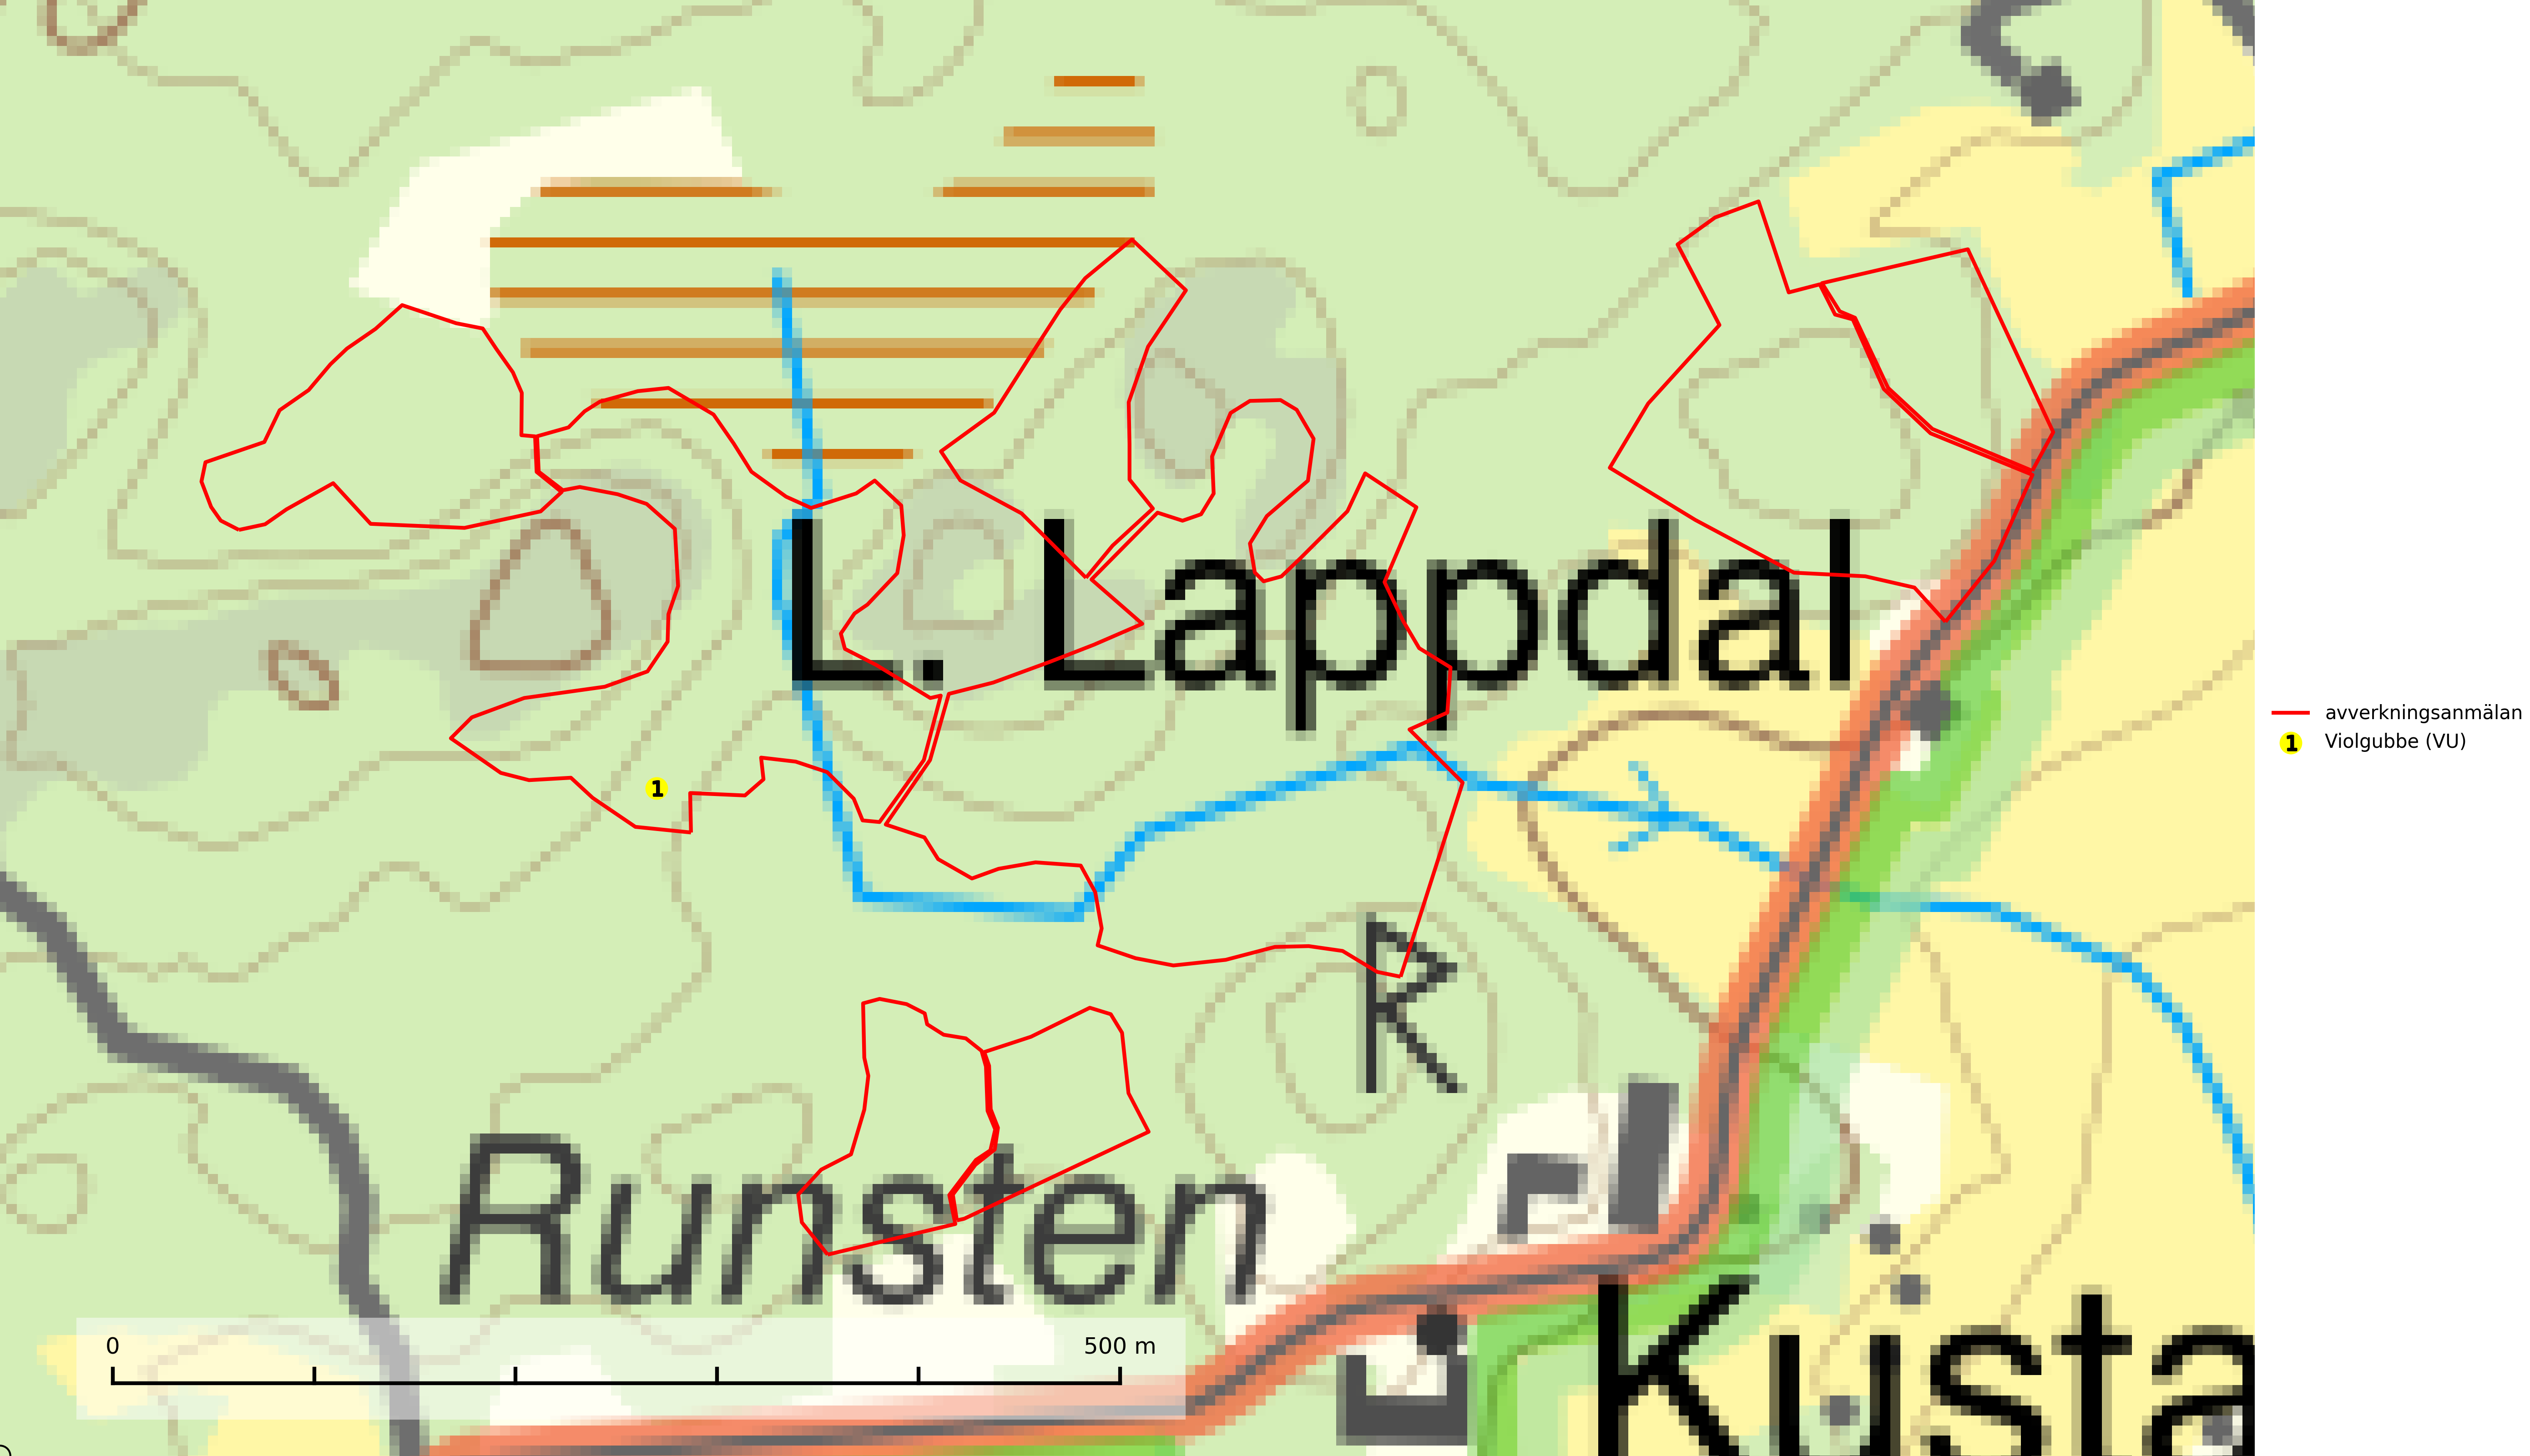 L. Lappdal
avverkningsanmälan
1 Violgubbe (VU)
1
R
Runsten
0 500 m
Kusta